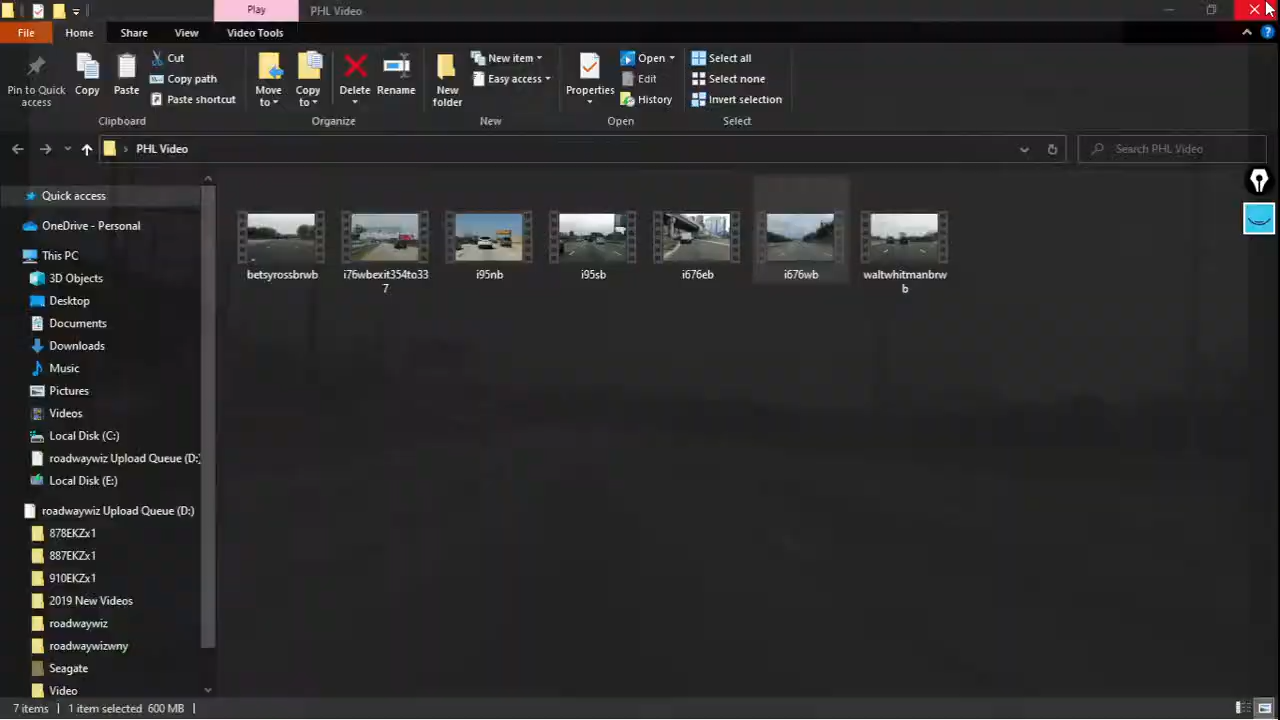 Play
PHL Video
File
Home
Share
View
Video Tools
Pin to Quick
access
Copy
Paste
Cut
Copy path
Paste shortcut
Clipboard
Move
to
Copy
to
Delete
Rename
Organize
New
folder
New item
Easy access
New
Properties
Open
Edit
History
Open
Select all
Select none
Invert selection
Select
PHL Video
Search PHL Video
Quick access
OneDrive - Personal
This PC
3D Objects
Desktop
Documents
Downloads
Music
Pictures
Videos
Local Disk (C:)
roadwaywiz Upload Queue (D:)
Local Disk (E:)
roadwaywiz Upload Queue (D:)
878EKZx1
887EKZx1
910EKZx1
2019 New Videos
roadwaywiz
roadwaywizwny
Seagate
Video
betsyrossbrwb
i76wbexit354to33
7
i95nb
i95sb
i676eb
i676wb
waltwhitmanbrw
b
7 items
1 item selected 600 MB